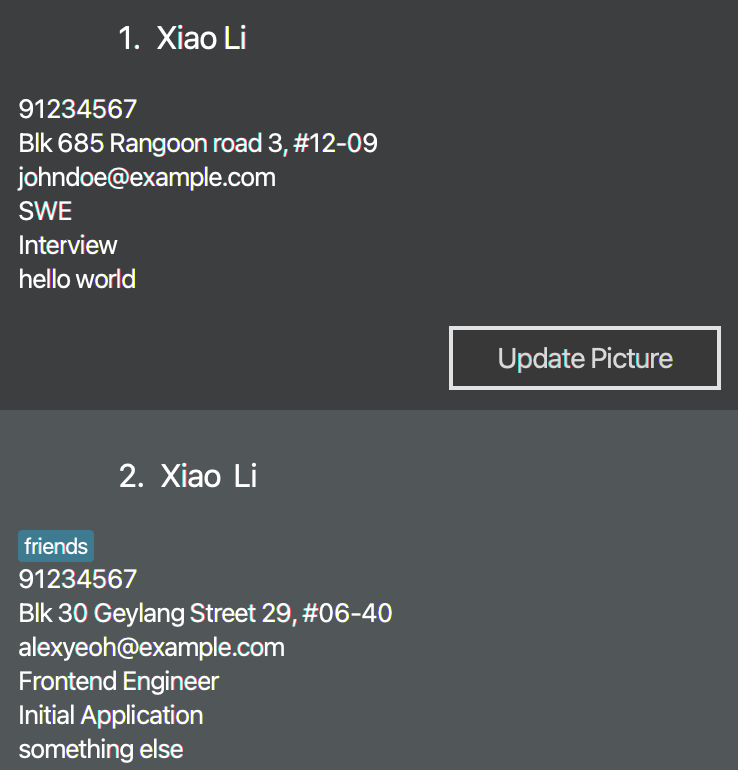 1. Xiao Li
91234567
Blk 685 Rangoon road 3, #12-09
johndoe@example.com
SWE
Interview
hello world
Update Picture
2. Xiao  Li
friends
91234567
Blk 30 Geylang Street 29, #06-40
alexyeoh@example.com
Frontend Engineer
Initial Application
something else